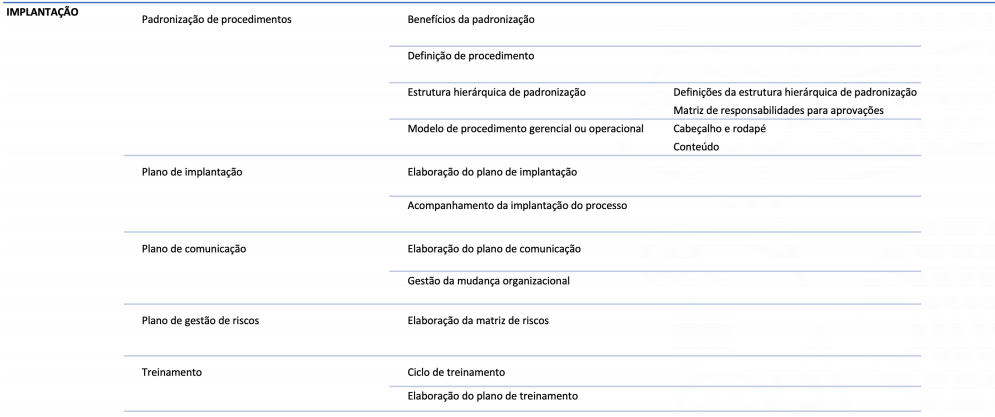 IMPLANTAÇÃO
Padronização de procedimentos
Benefícios da padronização
Definição de procedimento
Estrutura hierárquica de padronização
Definições da estrutura hierárquica de padronização
Matriz de responsabilidades para aprovações
Modelo de procedimento gerencial ou operacional
Cabeçalho e rodapé
Conteúdo
Plano de implantação
Elaboração do plano de implantação
Acompanhamento da implantação do processo
Plano de comunicação
Elaboração do plano de comunicação
Gestão da mudança organizacional
Plano de gestão de riscos
Elaboração da matriz de riscos
Treinamento
Ciclo de treinamento
Elaboração do plano de treinamento